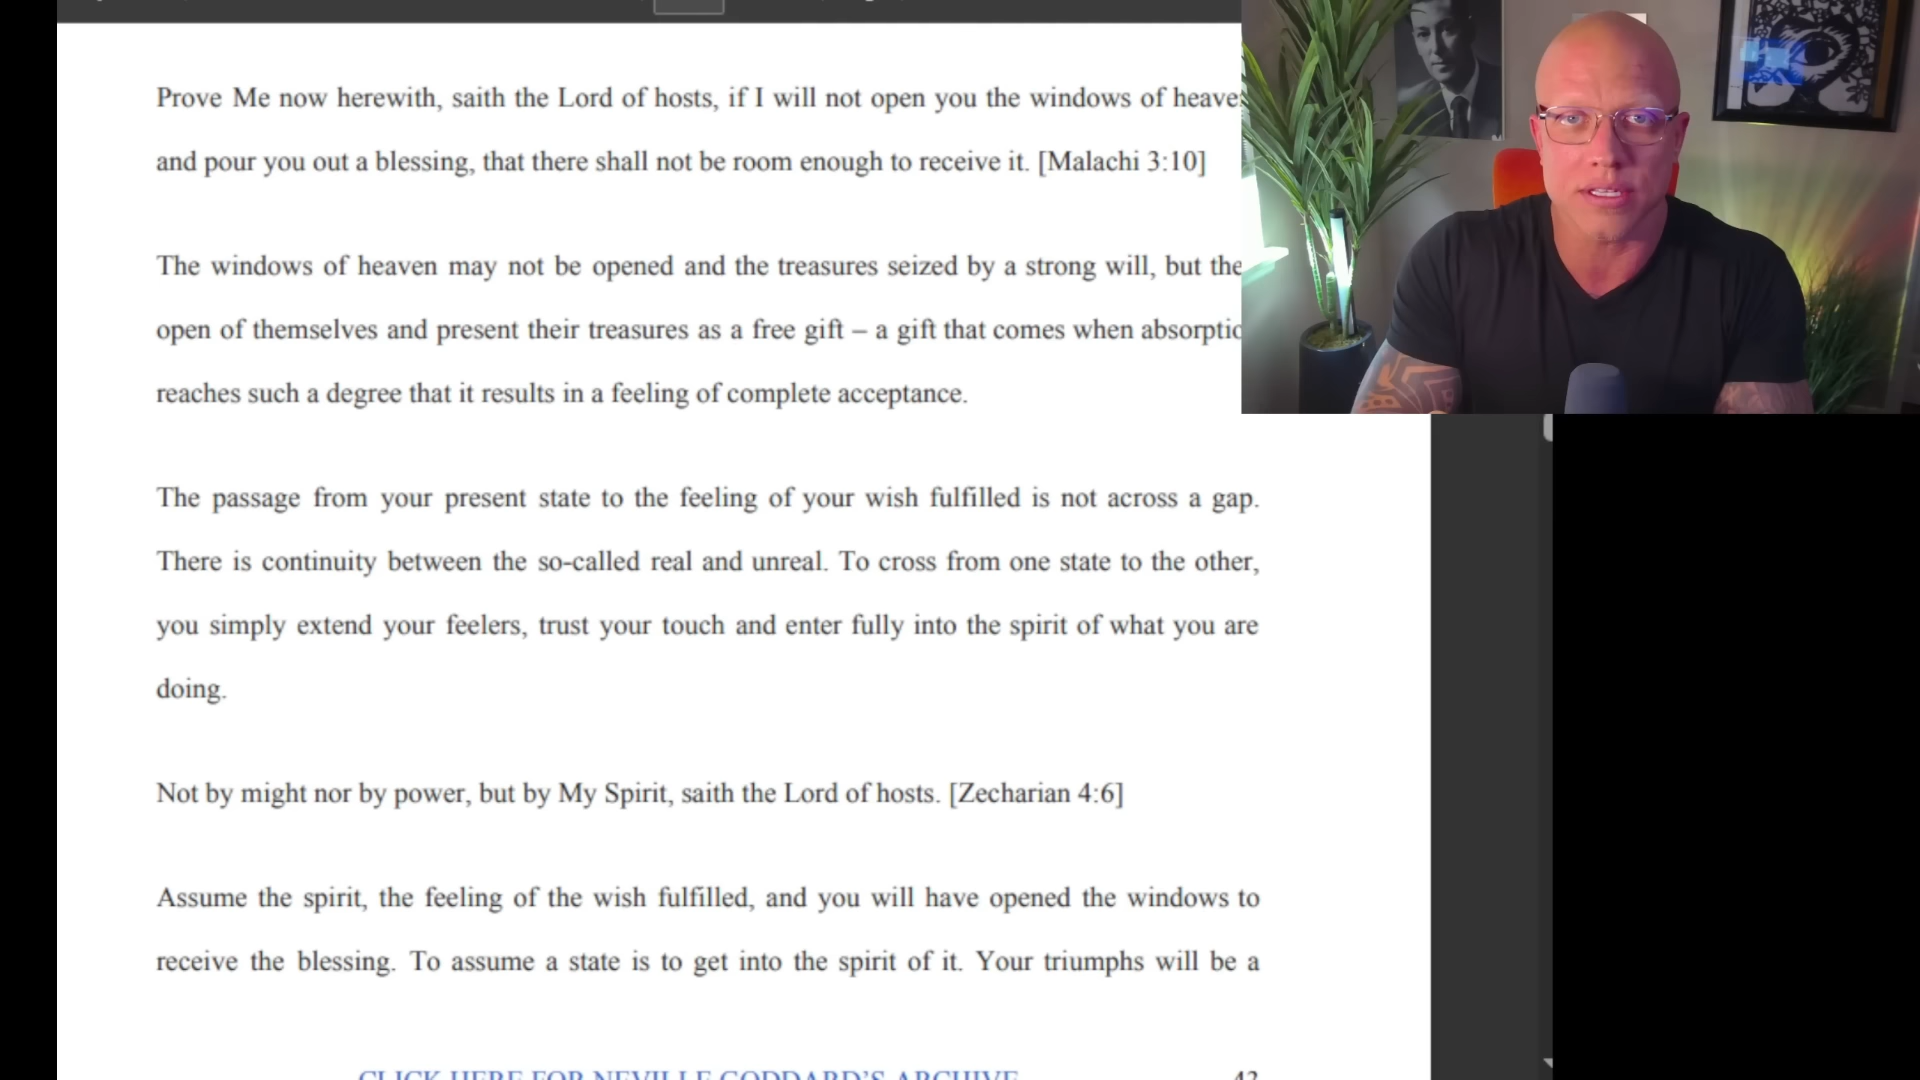 Prove Me now herewith, saith the Lord of hosts, if I will not open you the windows of heave
and pour you out a blessing, that there shall not be room enough to receive it. [Malachi 3:10]
The windows of heaven may not be opened and the treasures seized by a strong will, but the
open of themselves and present their treasures as a free gift – a gift that comes when absorptio
reaches such a degree that it results in a feeling of complete acceptance.
The passage from your present state to the feeling of your wish fulfilled is not across a gap.
There is continuity between the so-called real and unreal. To cross from one state to the other,
you simply extend your feelers, trust your touch and enter fully into the spirit of what you are
doing.
Not by might nor by power, but by My Spirit, saith the Lord of hosts. [Zecharian 4:6]
Assume the spirit, the feeling of the wish fulfilled, and you will have opened the windows to
receive the blessing. To assume a state is to get into the spirit of it. Your triumphs will be a
CLICK HERE FOR NEVILLE GODDARD'S ARCHIVE 42